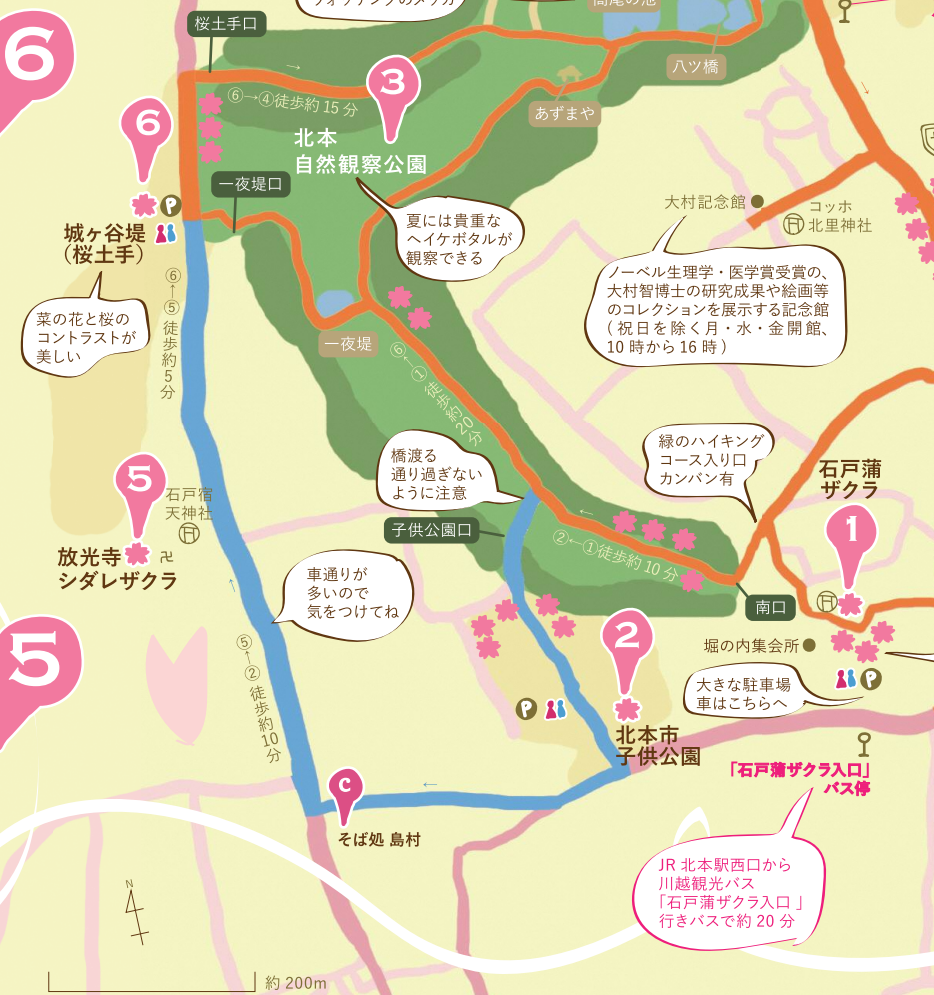 ウォッチングのメッカ
桜土手口
高尾の池
八ツ橋
6
3
⑥→④徒歩約15分
あずまや
6
北本
自然観察公園
一夜堤口
P
城ヶ谷堤
(桜土手)
夏には貴重な
ヘイケボタルが
観察できる
大村記念館
コッホ
北里神社
ノーベル生理学・医学賞受賞の、
大村智博士の研究成果や絵画等
のコレクションを展示する記念館
(祝日を除く月・水・金開館、
10時から16時)
⑥←⑤徒歩約5分
菜の花と桜の
コントラストが
美しい
一夜堤
⑥←①徒歩約20分
緑のハイキング
コース入り口
カンバン有
石戸蒲
ザクラ
1
橋渡る
通り過ぎない
ように注意
5
石戸宿
天神社
子供公園口
②←①徒歩約10分
放光寺
シダレザクラ
卍
車通りが
多いので
気をつけてね
南口
5
2
堀の内集会所
⑤←②徒歩約10分
大きな駐車場
車はこちらへ
P
P
北本市
子供公園
「石戸蒲ザクラ入口」
バス停
C
そば処 島村
JR北本駅西口から
川越観光バス
「石戸蒲ザクラ入口」
行きバスで約20分
N
約200m